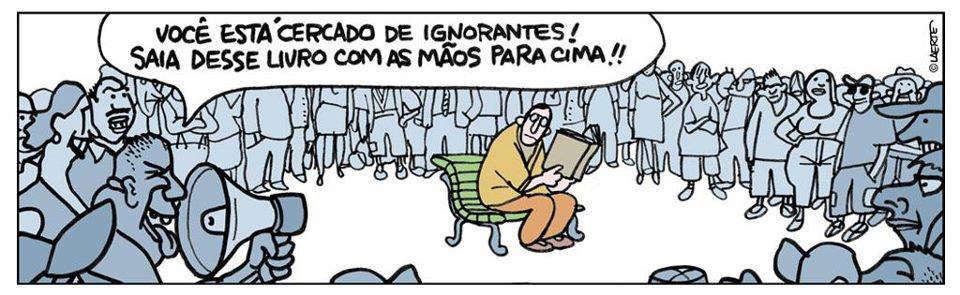 VOCÊ ESTÁ CERCADO DE IGNORANTES!
SAIA DESSE LIVRO COM AS MÃOS PARA CIMA!!
© LAERTE